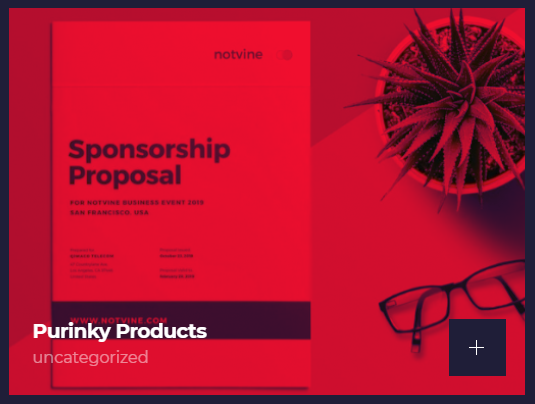 notvine
Sponsorship
Proposal
FOR NOTVINE BUSINESS EVENT 2019
SAN FRANCISCO, USA
WWW.NOTVINE.COM
Purinky Products
uncategorized